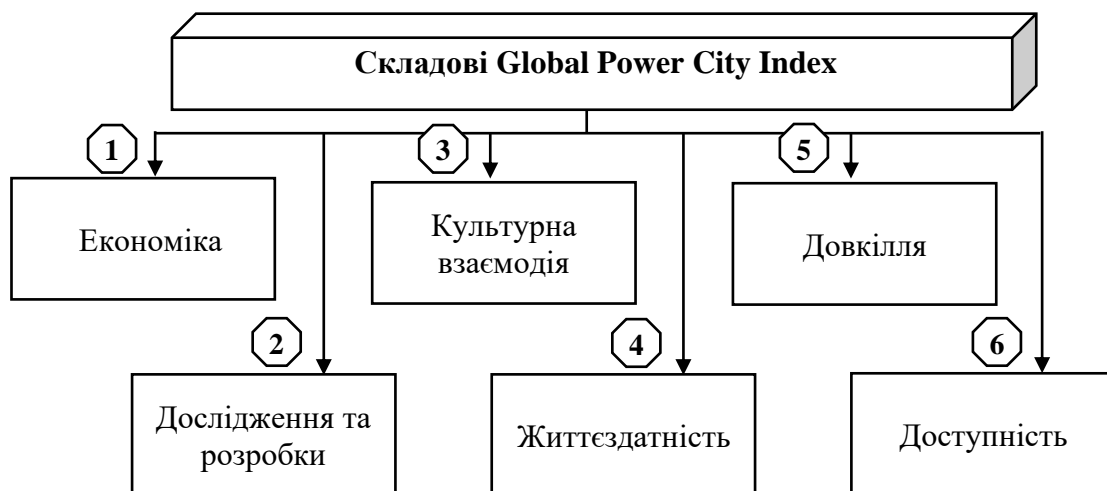 Складові Global Power City Index
1
Економіка
2
Дослідження та
розробки
3
Культурна
взаємодія
4
Життєздатність
5
Довкілля
6
Доступність